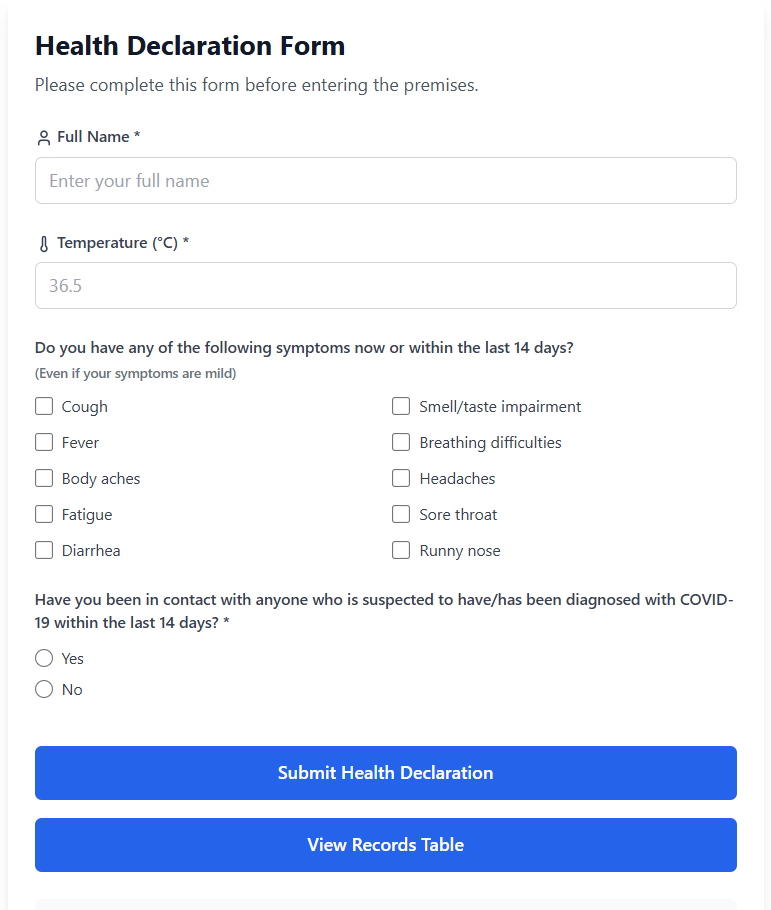 Health Declaration Form
Please complete this form before entering the premises.
Full Name *
Enter your full name
Temperature (°C) *
36.5
Do you have any of the following symptoms now or within the last 14 days?
(Even if your symptoms are mild)
Cough
Smell/taste impairment
Fever
Breathing difficulties
Body aches
Headaches
Fatigue
Sore throat
Diarrhea
Runny nose
Have you been in contact with anyone who is suspected to have/has been diagnosed with COVID-
19 within the last 14 days? *
Yes
No
Submit Health Declaration
View Records Table